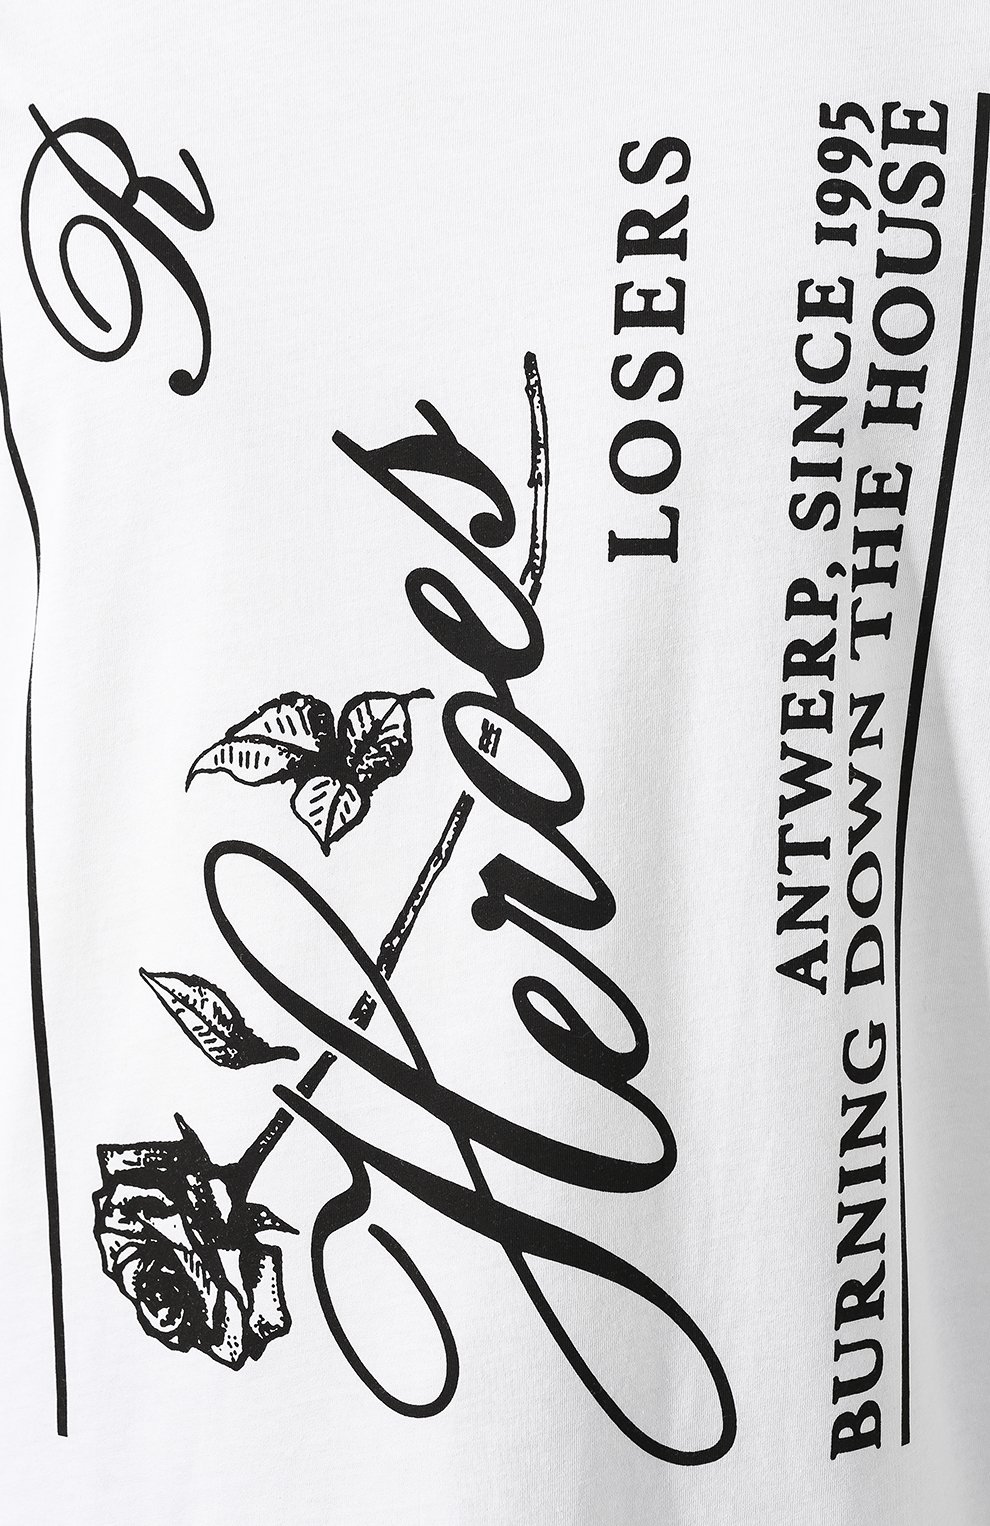 R
Heroes
LOSERS
ANTWERP, SINCE 1995
BURNING DOWN THE HOUSE